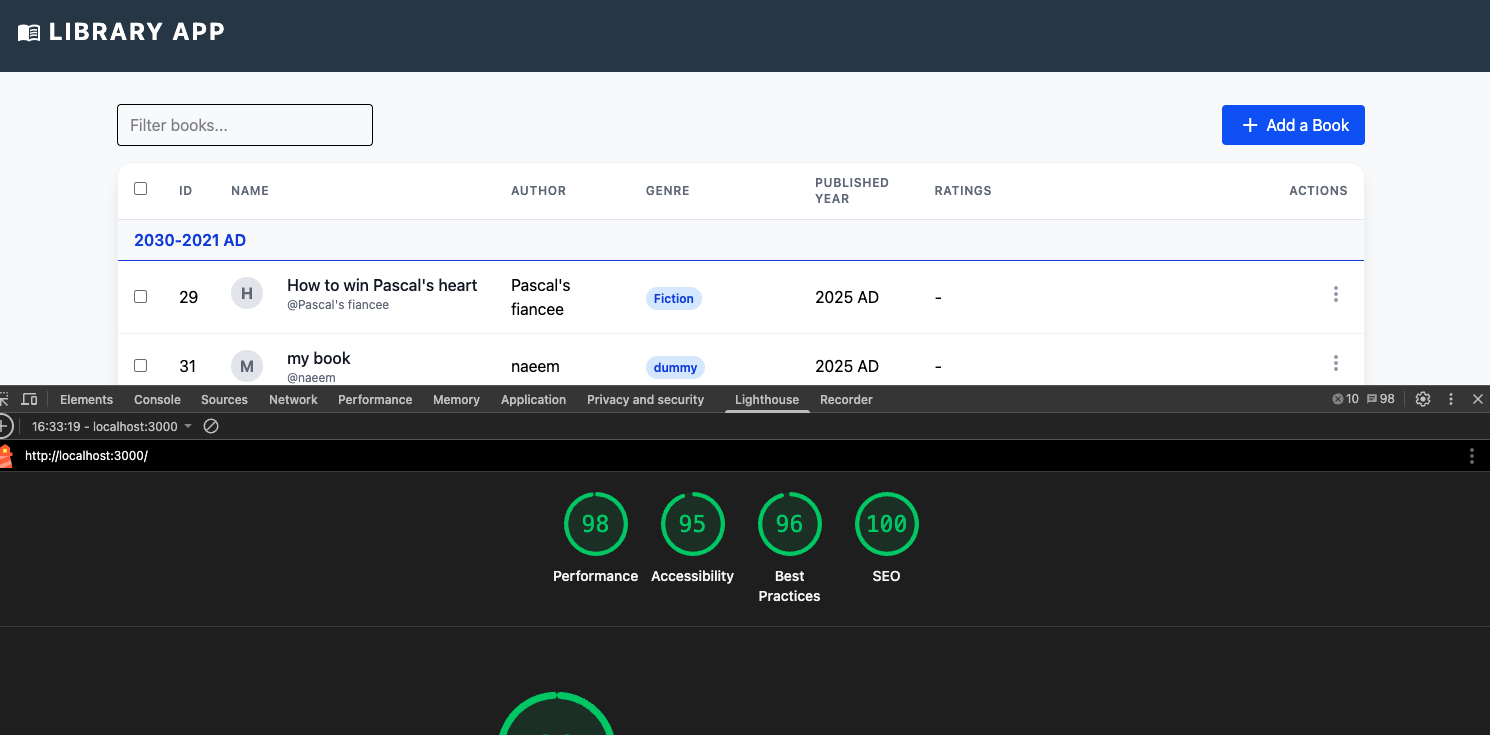 LIBRARY APP
Filter books...
Add a Book
ID NAME AUTHOR GENRE PUBLISHED YEAR RATINGS ACTIONS
2030-2021 AD
29 H How to win Pascal's heart Pascal's fiancee Fiction 2025 AD -
@Pascal's fiancee
31 M my book naeem dummy 2025 AD -
@naeem
Elements Console Sources Network Performance Memory Application Privacy and security Lighthouse Recorder 10 98
16:33:19 - localhost:3000
http://localhost:3000/
98 95 96 100
Performance Accessibility Best Practices SEO